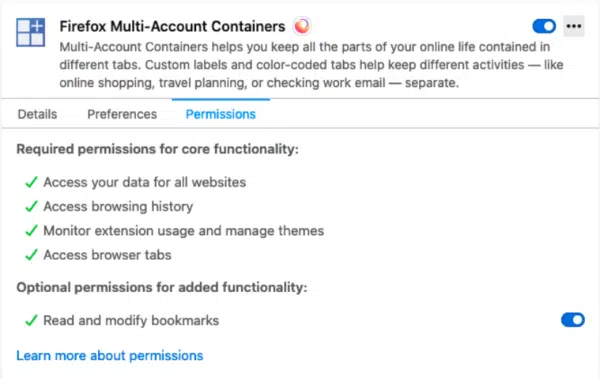 Firefox Multi-Account Containers
Multi-Account Containers helps you keep all the parts of your online life contained in
different tabs. Custom labels and color-coded tabs help keep different activities — like
online shopping, travel planning, or checking work email — separate.
Details Preferences Permissions
Required permissions for core functionality:
Access your data for all websites
Access browsing history
Monitor extension usage and manage themes
Access browser tabs
Optional permissions for added functionality:
Read and modify bookmarks
Learn more about permissions